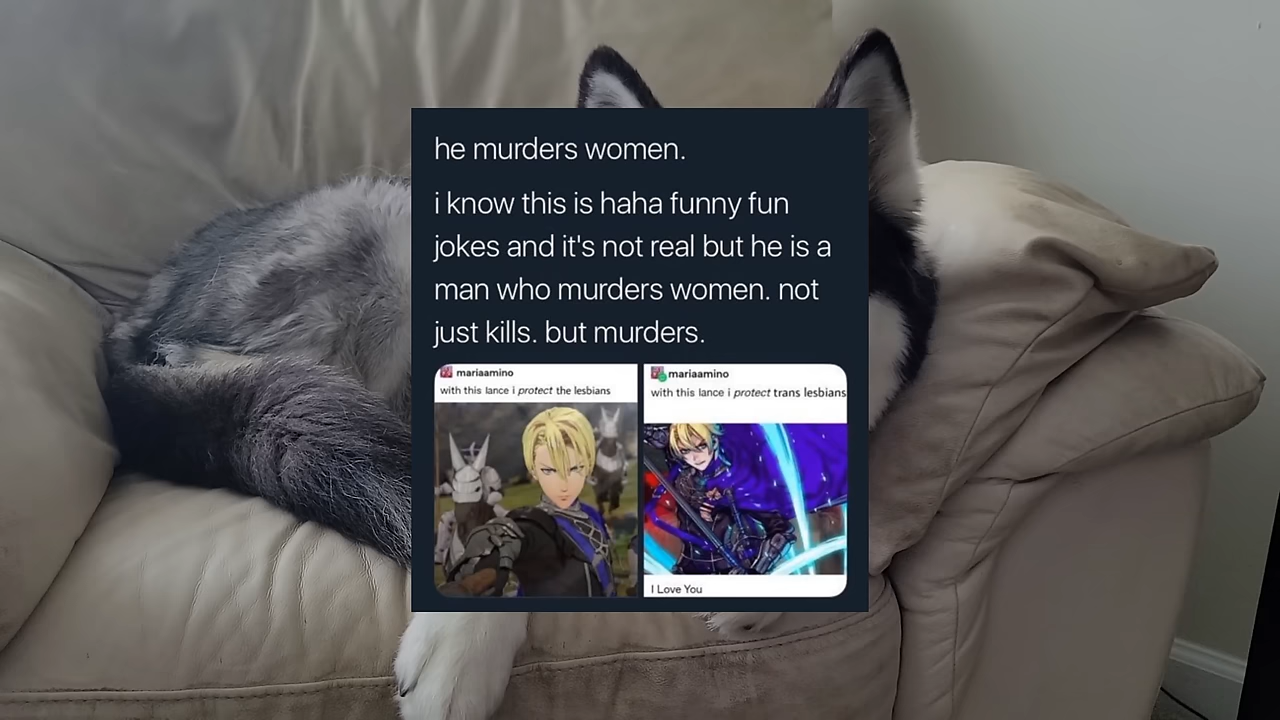 he murders women.
i know this is haha funny fun
jokes and it's not real but he is a
man who murders women. not
just kills. but murders.
mariaamino
with this lance i protect the lesbians
mariaamino
with this lance i protect trans lesbians
I Love You